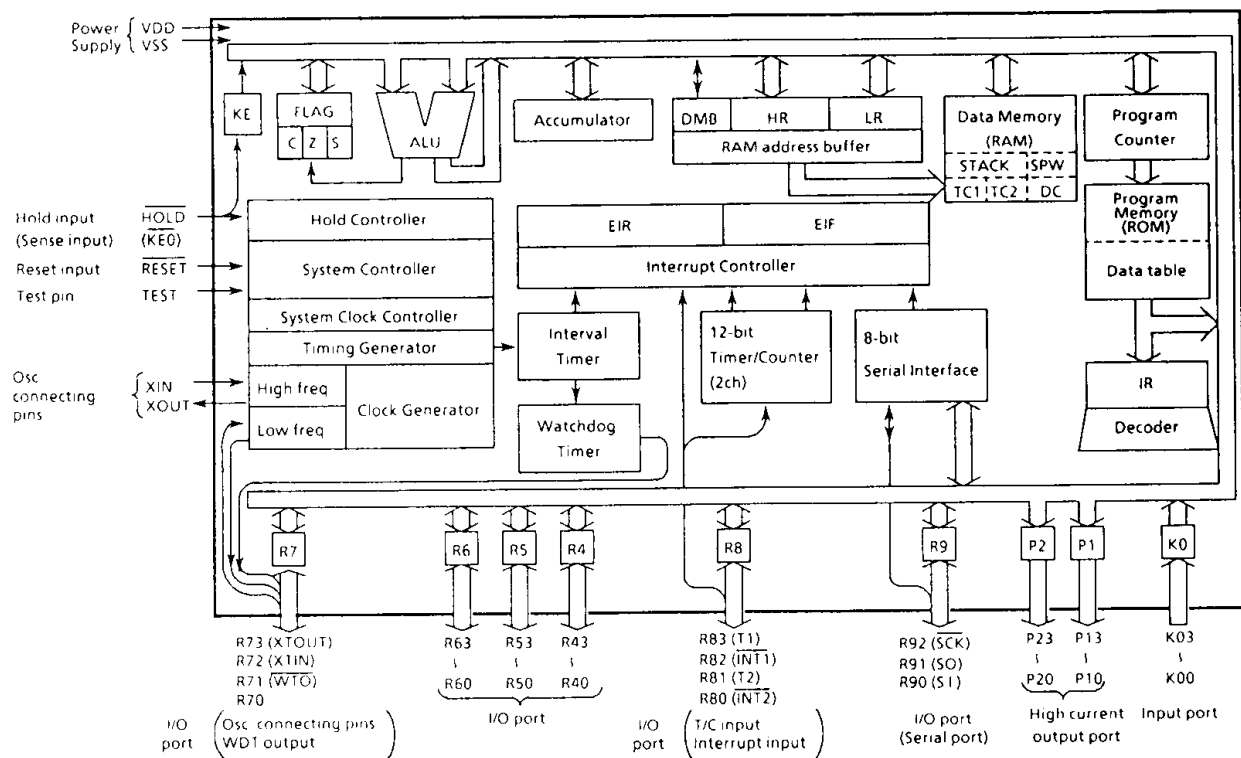 Power VDD
Supply VSS
KE
FLAG
C Z S
ALU
Accumulator
DMB HR LR
RAM address buffer
Data Memory
(RAM)
STACK SPW
TC1 TC2 DC
Program
Counter
Program
Memory
(ROM)
Data table
Hold input HOLD
(Sense input) (KE0)
Reset input RESET
Test pin TEST
Hold Controller
System Controller
System Clock Controller
Timing Generator
High freq
Low freq
Clock Generator
Osc
connecting
pins
XIN
XOUT
EIR EIF
Interrupt Controller
Interval
Timer
Watchdog
Timer
12-bit
Timer/Counter
(2ch)
8-bit
Serial Interface
IR
Decoder
R7 R6 R5 R4 R8 R9 P2 P1 K0
R73 (XTOUT)
R72 (XTIN)
R71 (WTO)
R70
I/O
port
Osc connecting pins
WDT output
R63 R53 R43
~ ~ ~
R60 R50 R40
I/O port
R83 (T1)
R82 (INT1)
R81 (T2)
R80 (INT2)
I/O
port
T/C input
Interrupt input
R92 (SCK)
R91 (SO)
R90 (SI)
I/O port
(Serial port)
P23 P13
~ ~
P20 P10
High current
output port
K03
~
K00
Input port